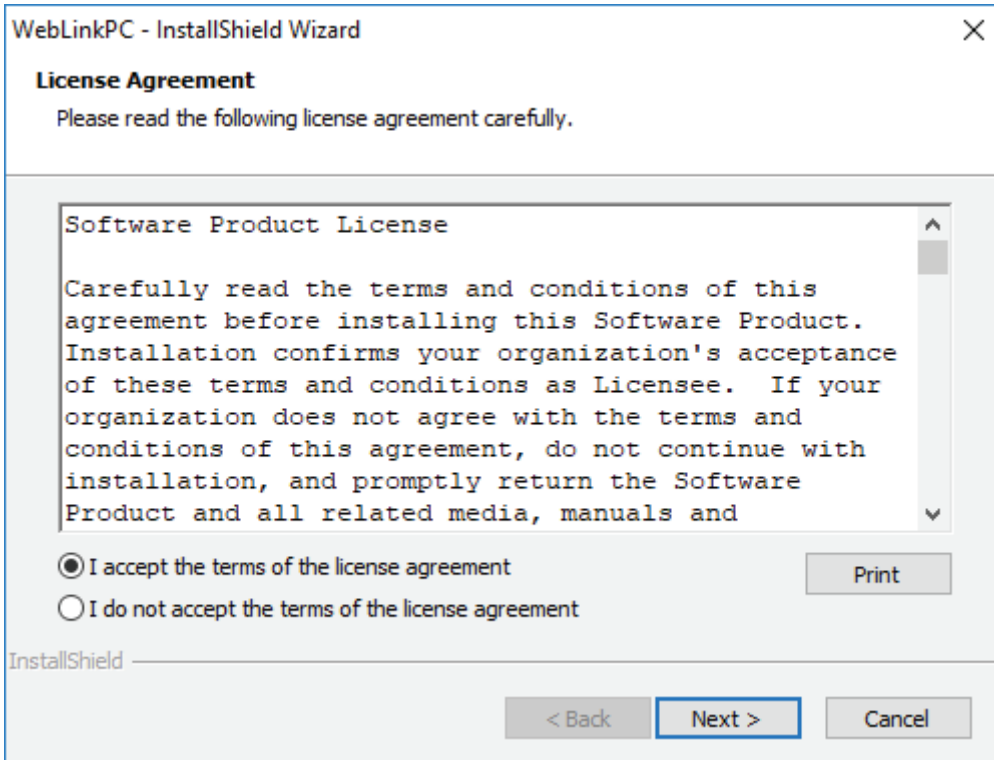 WebLinkPC - InstallShield Wizard
License Agreement
Please read the following license agreement carefully.
Software Product License
Carefully read the terms and conditions of this
agreement before installing this Software Product.
Installation confirms your organization's acceptance
of these terms and conditions as Licensee.  If your
organization does not agree with the terms and
conditions of this agreement, do not continue with
installation, and promptly return the Software
Product and all related media, manuals and
I accept the terms of the license agreement
Print
I do not accept the terms of the license agreement
InstallShield
< Back
Next >
Cancel